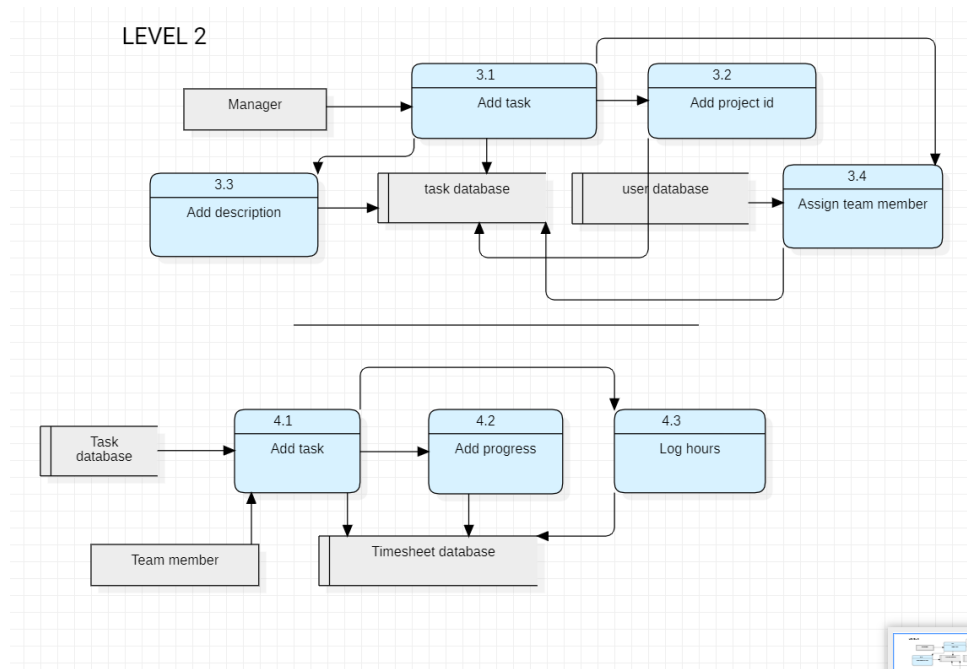 LEVEL 2
3.1
Add task
3.2
Add project id
Manager
3.3
Add description
task database
user database
3.4
Assign team member
4.1
Add task
4.2
Add progress
4.3
Log hours
Task
database
Team member
Timesheet database